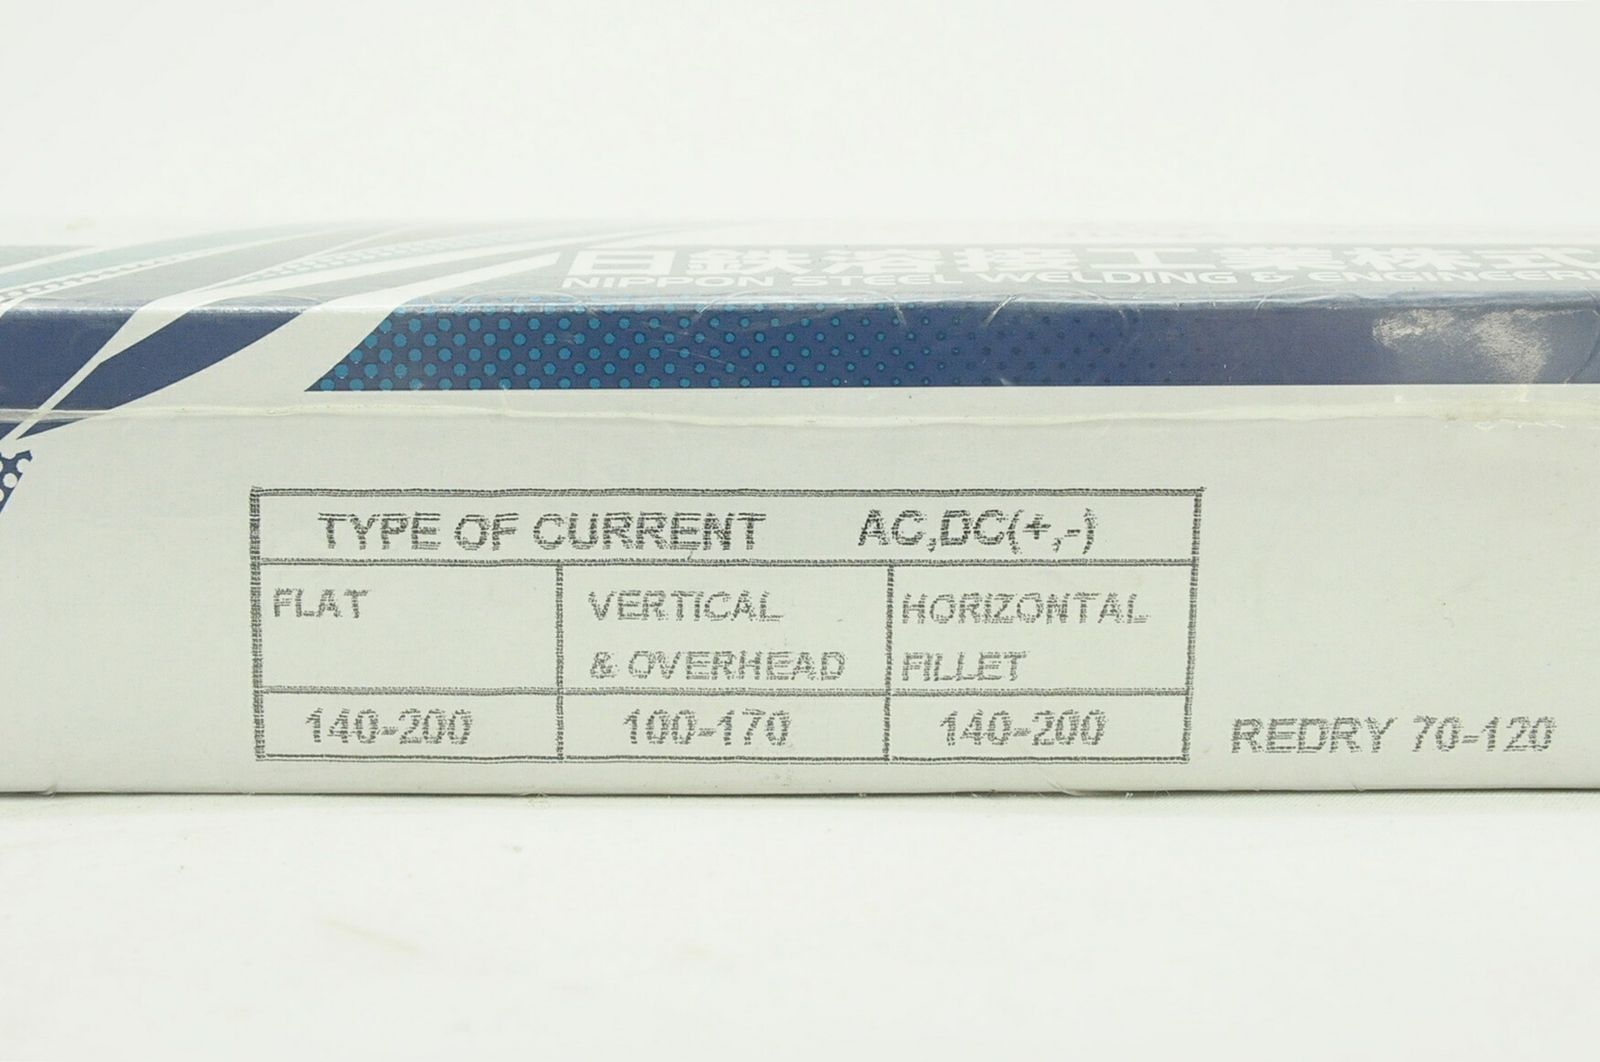 日鉄溶接工業株式
NIPPON STEEL WELDING & ENGINEERI
TYPE OF CURRENT AC,DC(+,-)
FLAT
VERTICAL
& OVERHEAD
HORIZONTAL
FILLET
140-200
100-170
140-200
REDRY 70-120